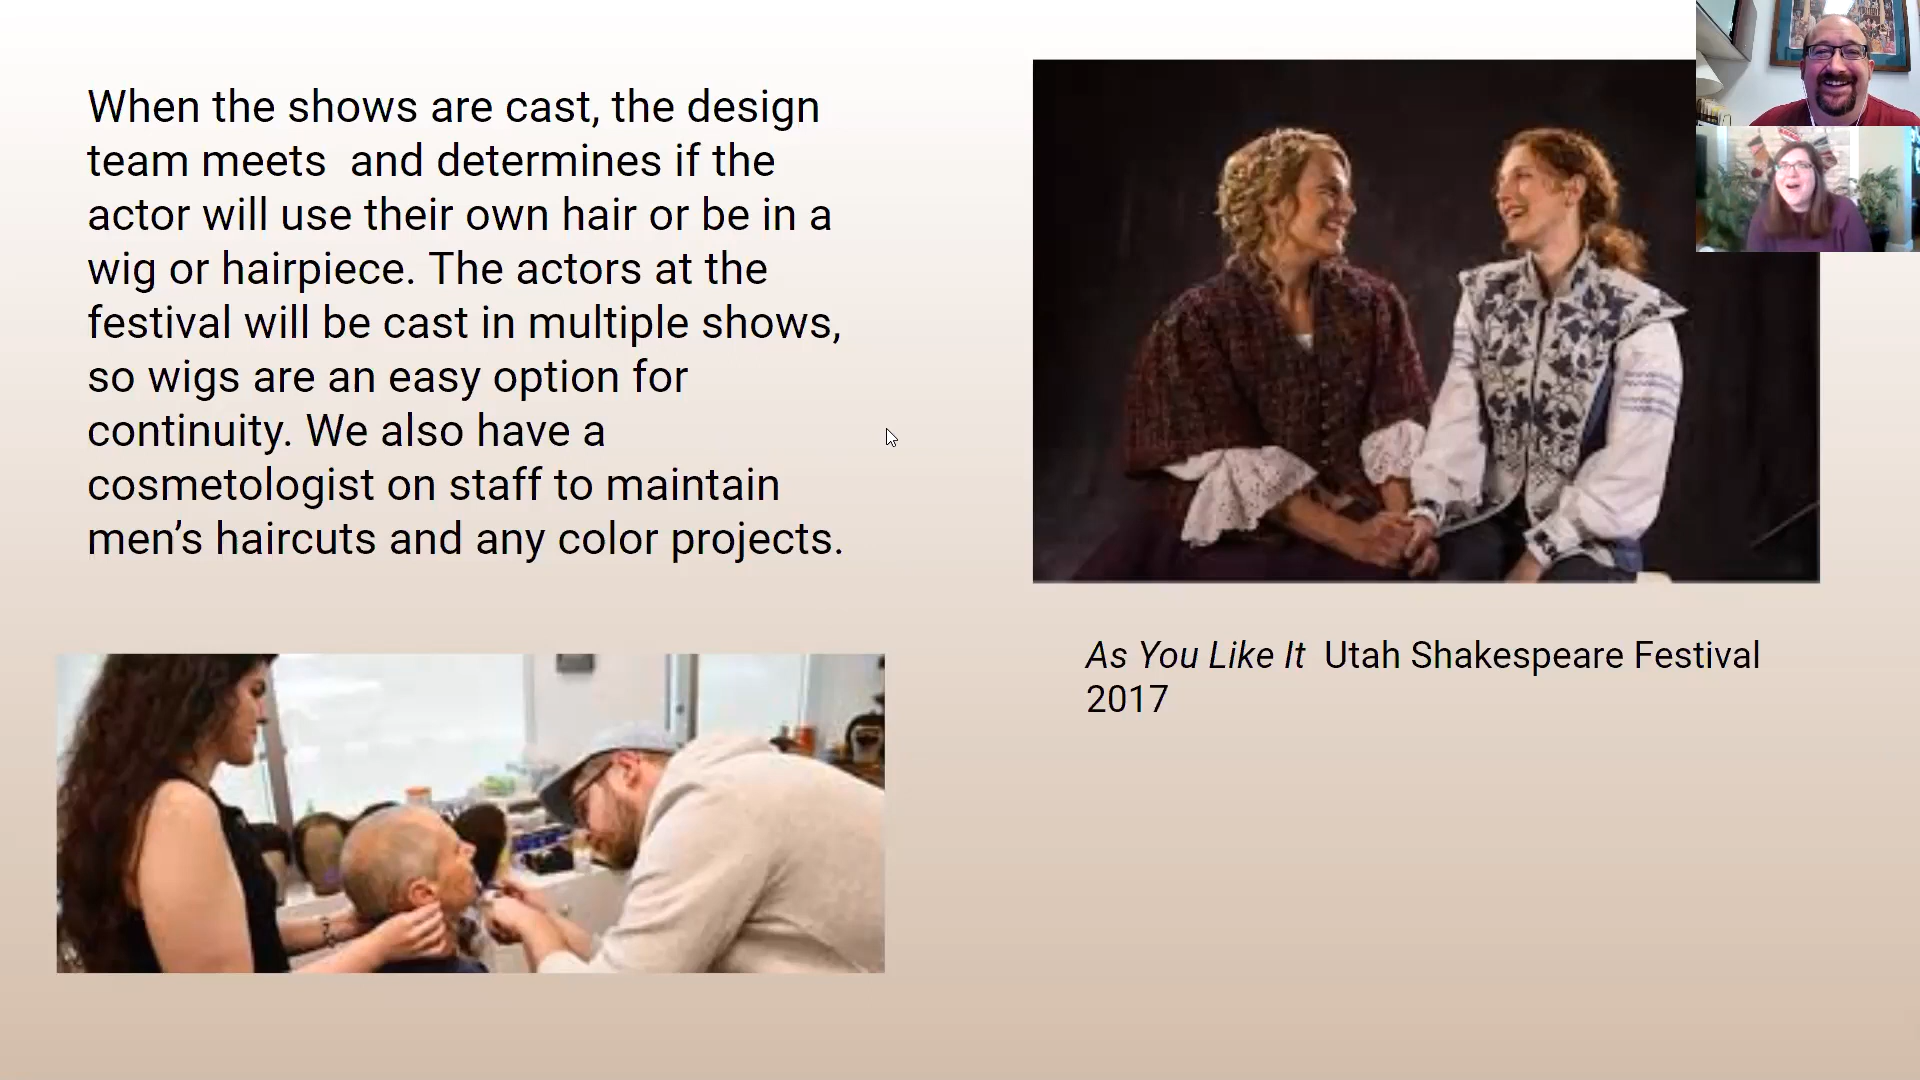 When the shows are cast, the design
team meets  and determines if the
actor will use their own hair or be in a
wig or hairpiece. The actors at the
festival will be cast in multiple shows,
so wigs are an easy option for
continuity. We also have a
cosmetologist on staff to maintain
men’s haircuts and any color projects.
As You Like It  Utah Shakespeare Festival
2017